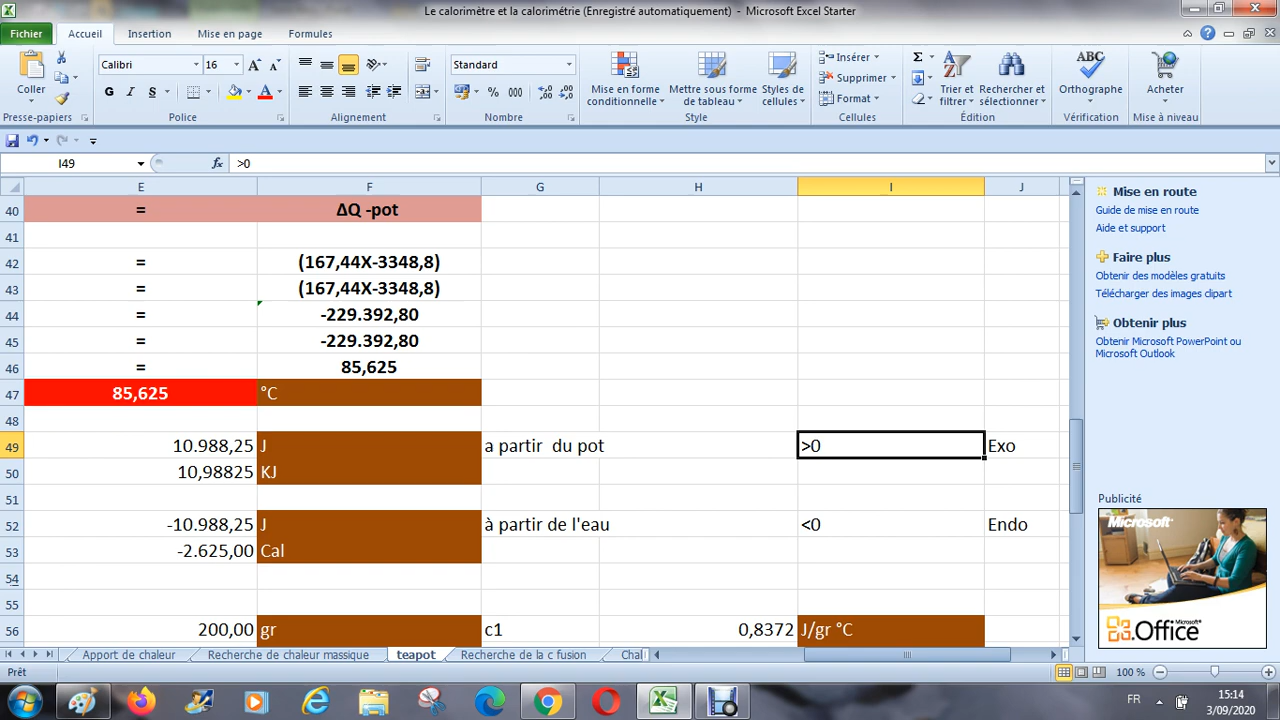 Le calorimètre et la calorimétrie (Enregistré automatiquement) - Microsoft Excel Starter
Fichier Accueil Insertion Mise en page Formules
Coller
Presse-papiers
Calibri 16
G I S
Police
Alignement
Standard
% 000
Nombre
Mise en forme conditionnelle
Mettre sous forme de tableau
Styles de cellules
Style
Insérer
Supprimer
Format
Cellules
Σ
Trier et filtrer
Rechercher et sélectionner
Édition
ABC
Orthographe
Vérification
Acheter
Mise à niveau
I49 fx >0
E F G H I J
40 = ΔQ -pot
41
42 = (167,44X-3348,8)
43 = (167,44X-3348,8)
44 = -229.392,80
45 = -229.392,80
46 = 85,625
47 85,625 °C
48
49 10.988,25 J a partir du pot >0 Exo
50 10,98825 KJ
51
52 -10.988,25 J à partir de l'eau <0 Endo
53 -2.625,00 Cal
54
55
56 200,00 gr c1 0,8372 J/gr °C
Mise en route
Guide de mise en route
Aide et support
Faire plus
Obtenir des modèles gratuits
Télécharger des images clipart
Obtenir plus
Obtenir Microsoft PowerPoint ou
Microsoft Outlook
Publicité
Microsoft
Microsoft
Office
Apport de chaleur Recherche de chaleur massique teapot Recherche de la c fusion Chal
Prêt 100 %
FR 15:14
3/09/2020